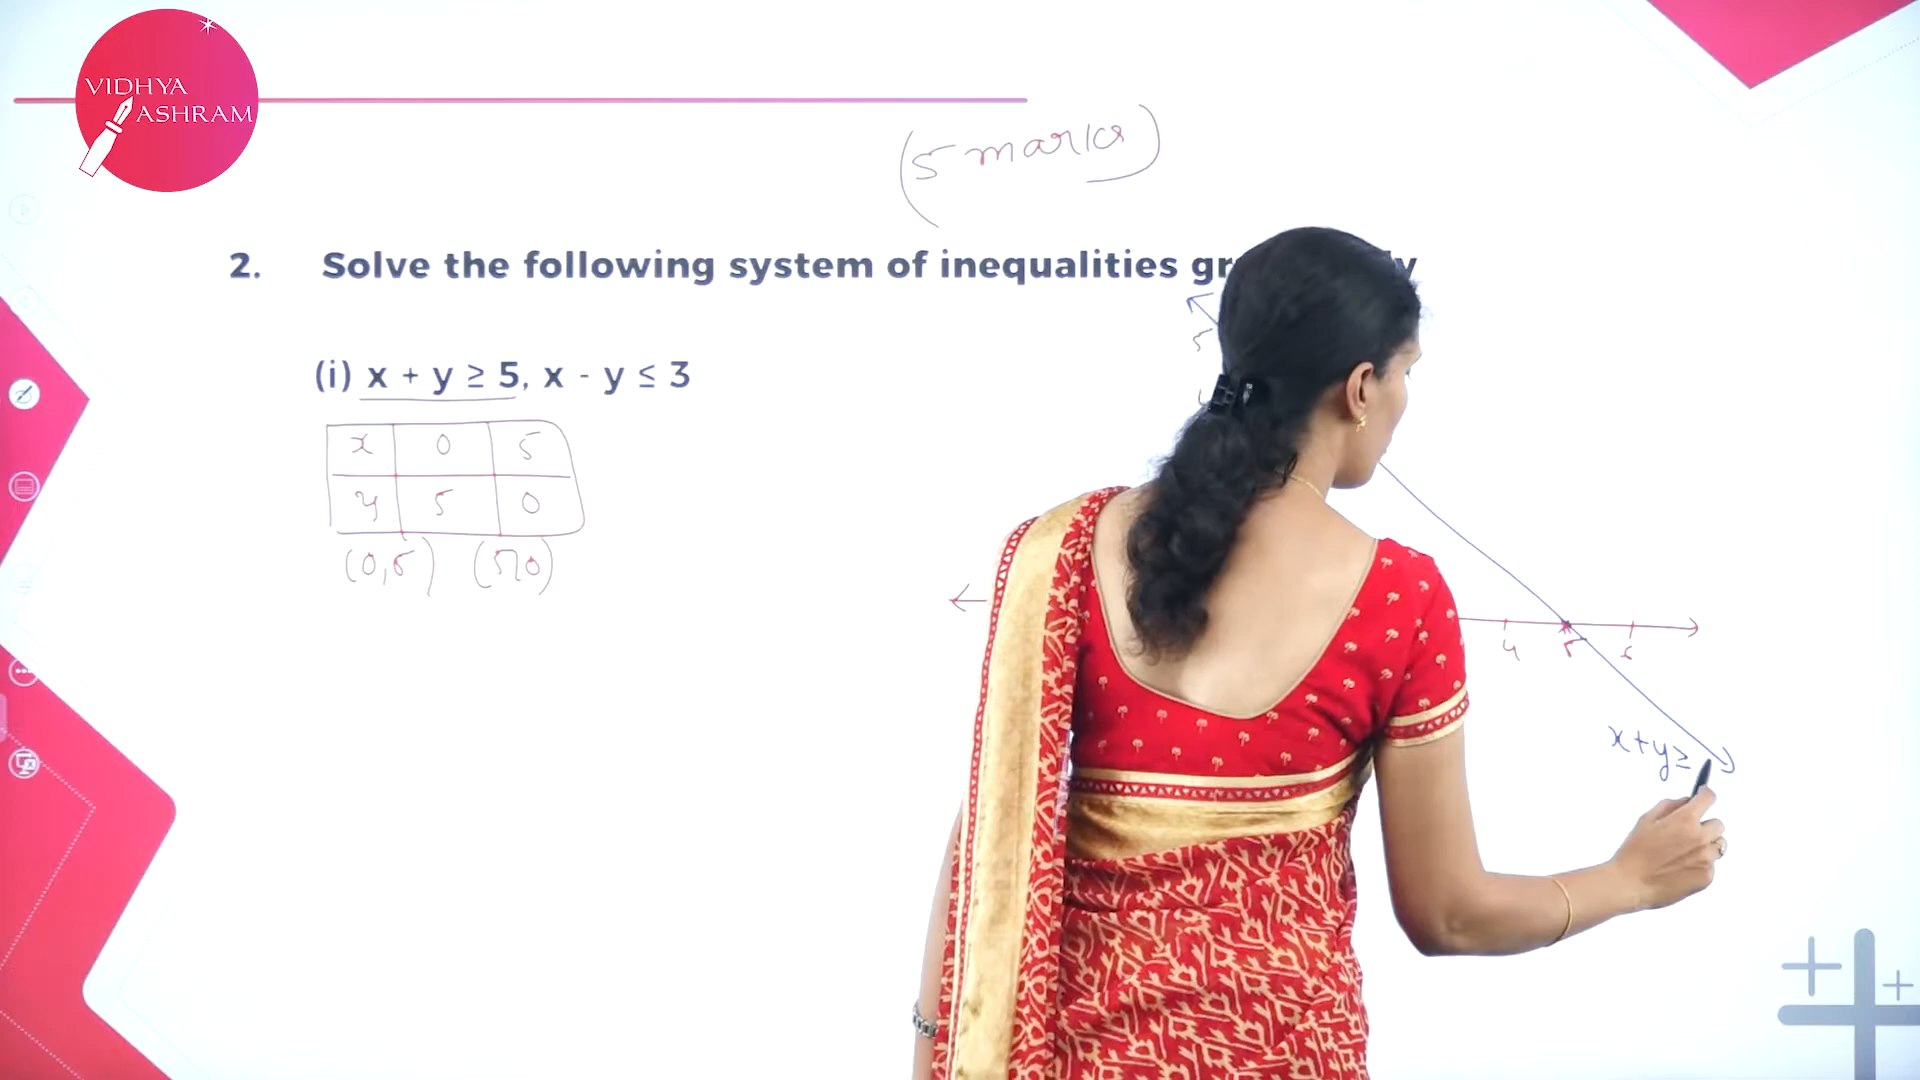 VIDHYA
ASHRAM
(5 marks)
2. Solve the following system of inequalities
(i) x + y ≥ 5, x - y ≤ 3
x 0 5
y 5 0
(0,5) (5,0)
5
4 5 6
x+y≥